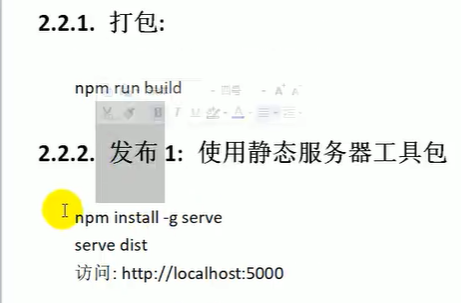 2.2.1. 打包:
npm run build
2.2.2. 发布 1: 使用静态服务器工具包
npm install -g serve
serve dist
访问: http://localhost:5000